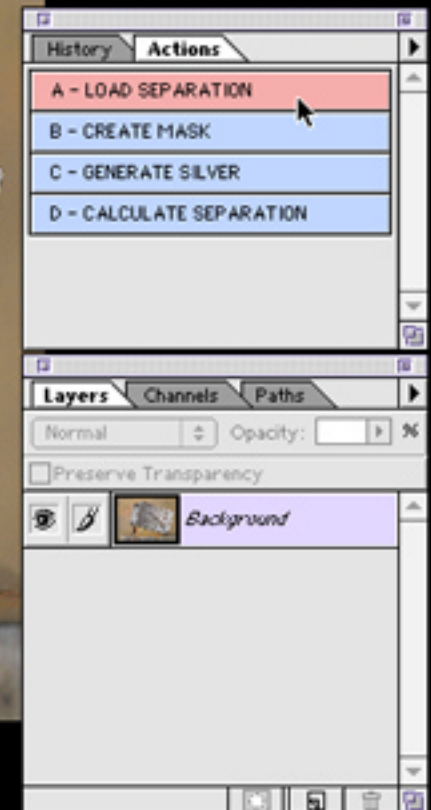 History Actions
A - LOAD SEPARATION
B - CREATE MASK
C - GENERATE SILVER
D - CALCULATE SEPARATION
Layers Channels Paths
Normal Opacity: %
Preserve Transparency
Background